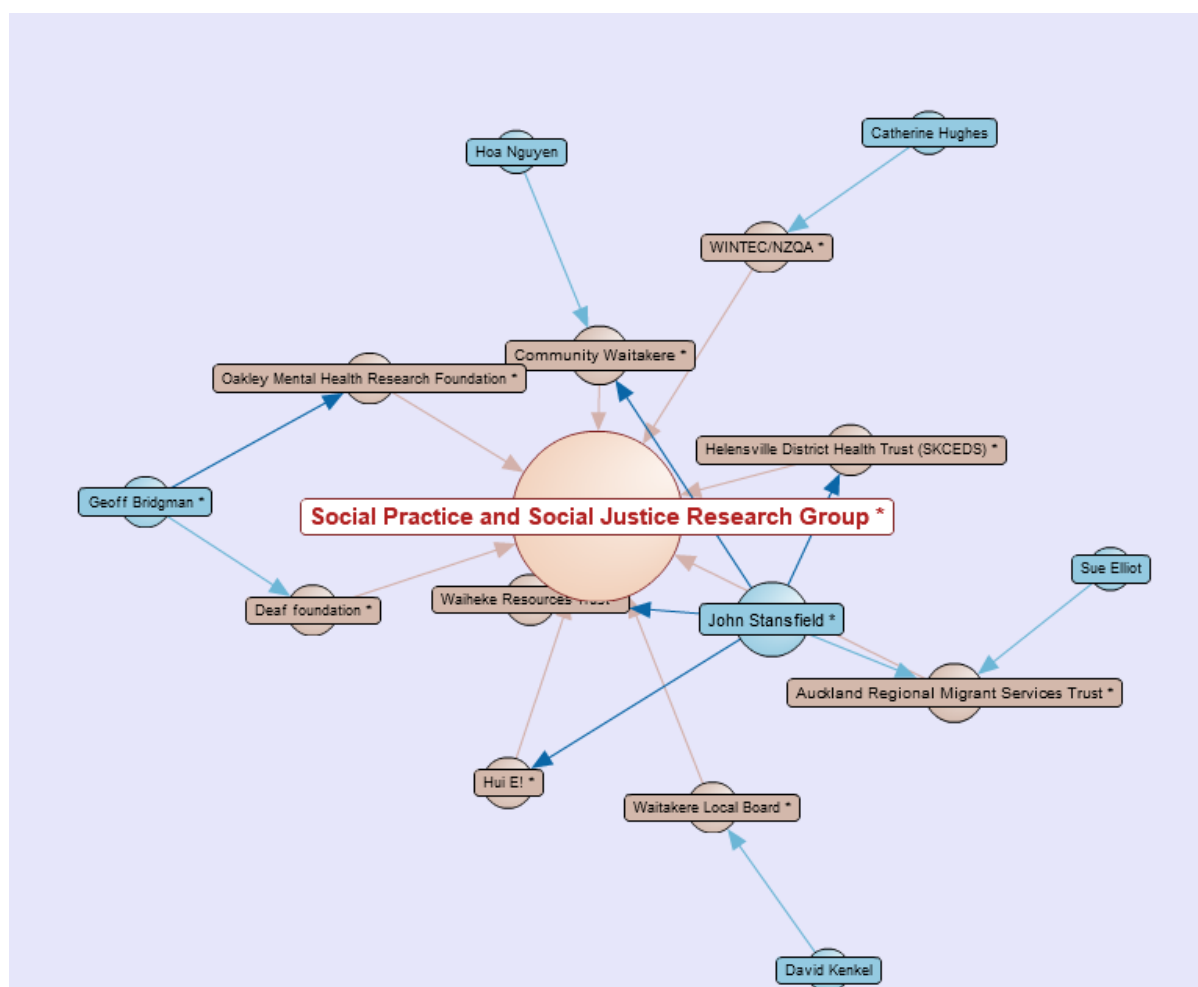 Catherine Hughes
Hoa Nguyen
WINTEC/NZQA *
Community Waitakere *
Oakley Mental Health Research Foundation *
Helensville District Health Trust (SKCEDS) *
Geoff Bridgman *
Social Practice and Social Justice Research Group *
Sue Elliot
Waiheke Resources Trust *
Deaf foundation *
John Stansfield *
Auckland Regional Migrant Services Trust *
Hui E! *
Waitakere Local Board *
David Kenkel